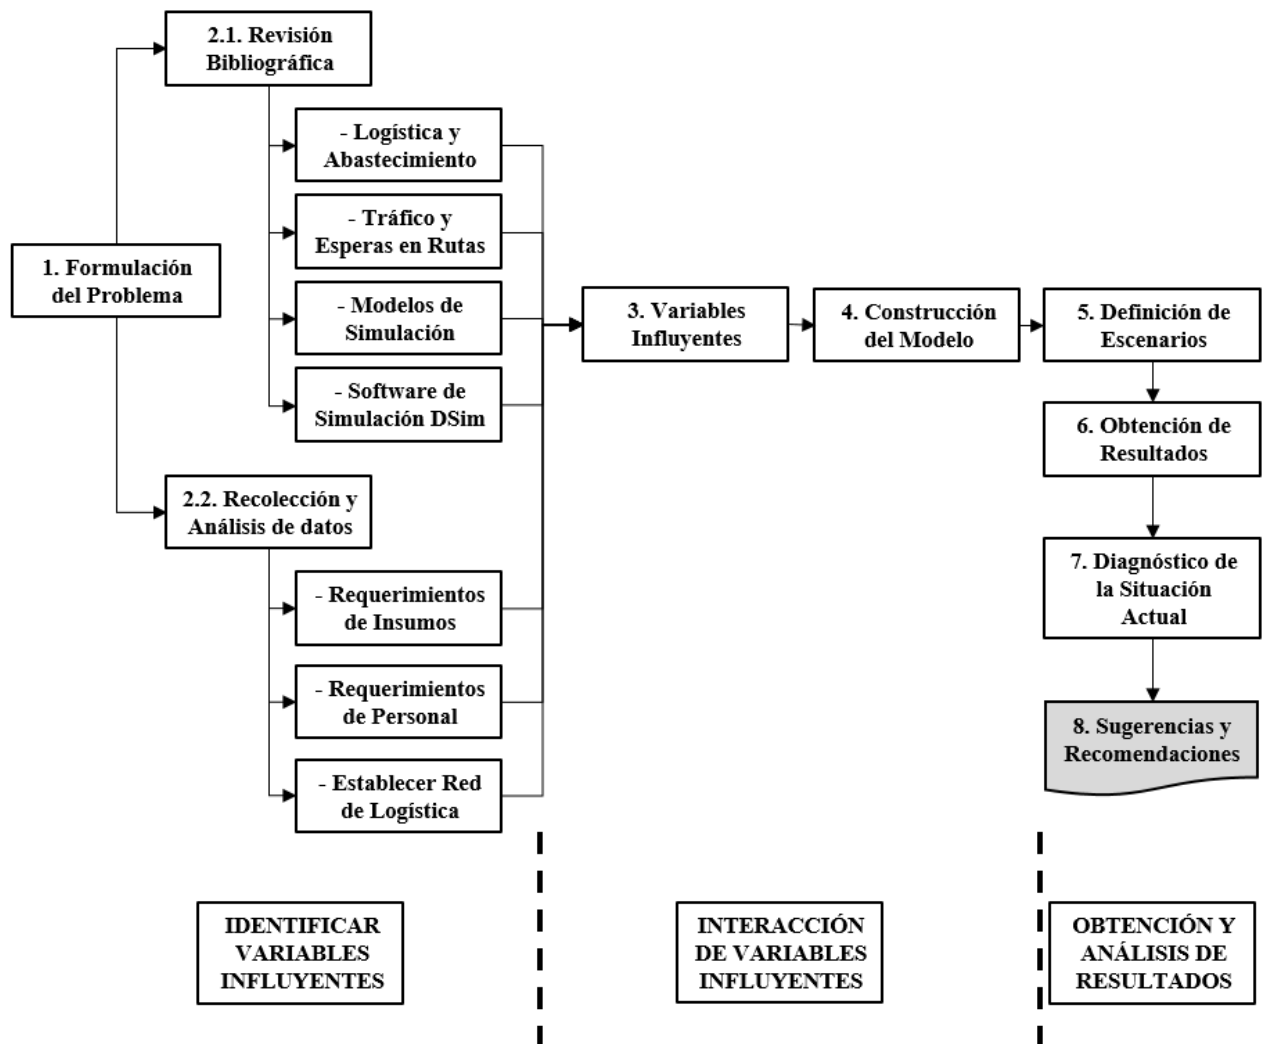 2.1. Revisión
Bibliográfica
- Logística y
Abastecimiento
- Tráfico y
Esperas en Rutas
1. Formulación
del Problema
- Modelos de
Simulación
- Software de
Simulación DSim
2.2. Recolección y
Análisis de datos
- Requerimientos
de Insumos
- Requerimientos
de Personal
- Establecer Red
de Logística
3. Variables
Influyentes
4. Construcción
del Modelo
5. Definición de
Escenarios
6. Obtención de
Resultados
7. Diagnóstico de
la Situación
Actual
8. Sugerencias y
Recomendaciones
IDENTIFICAR
VARIABLES
INFLUYENTES
INTERACCIÓN
DE VARIABLES
INFLUYENTES
OBTENCIÓN Y
ANÁLISIS DE
RESULTADOS